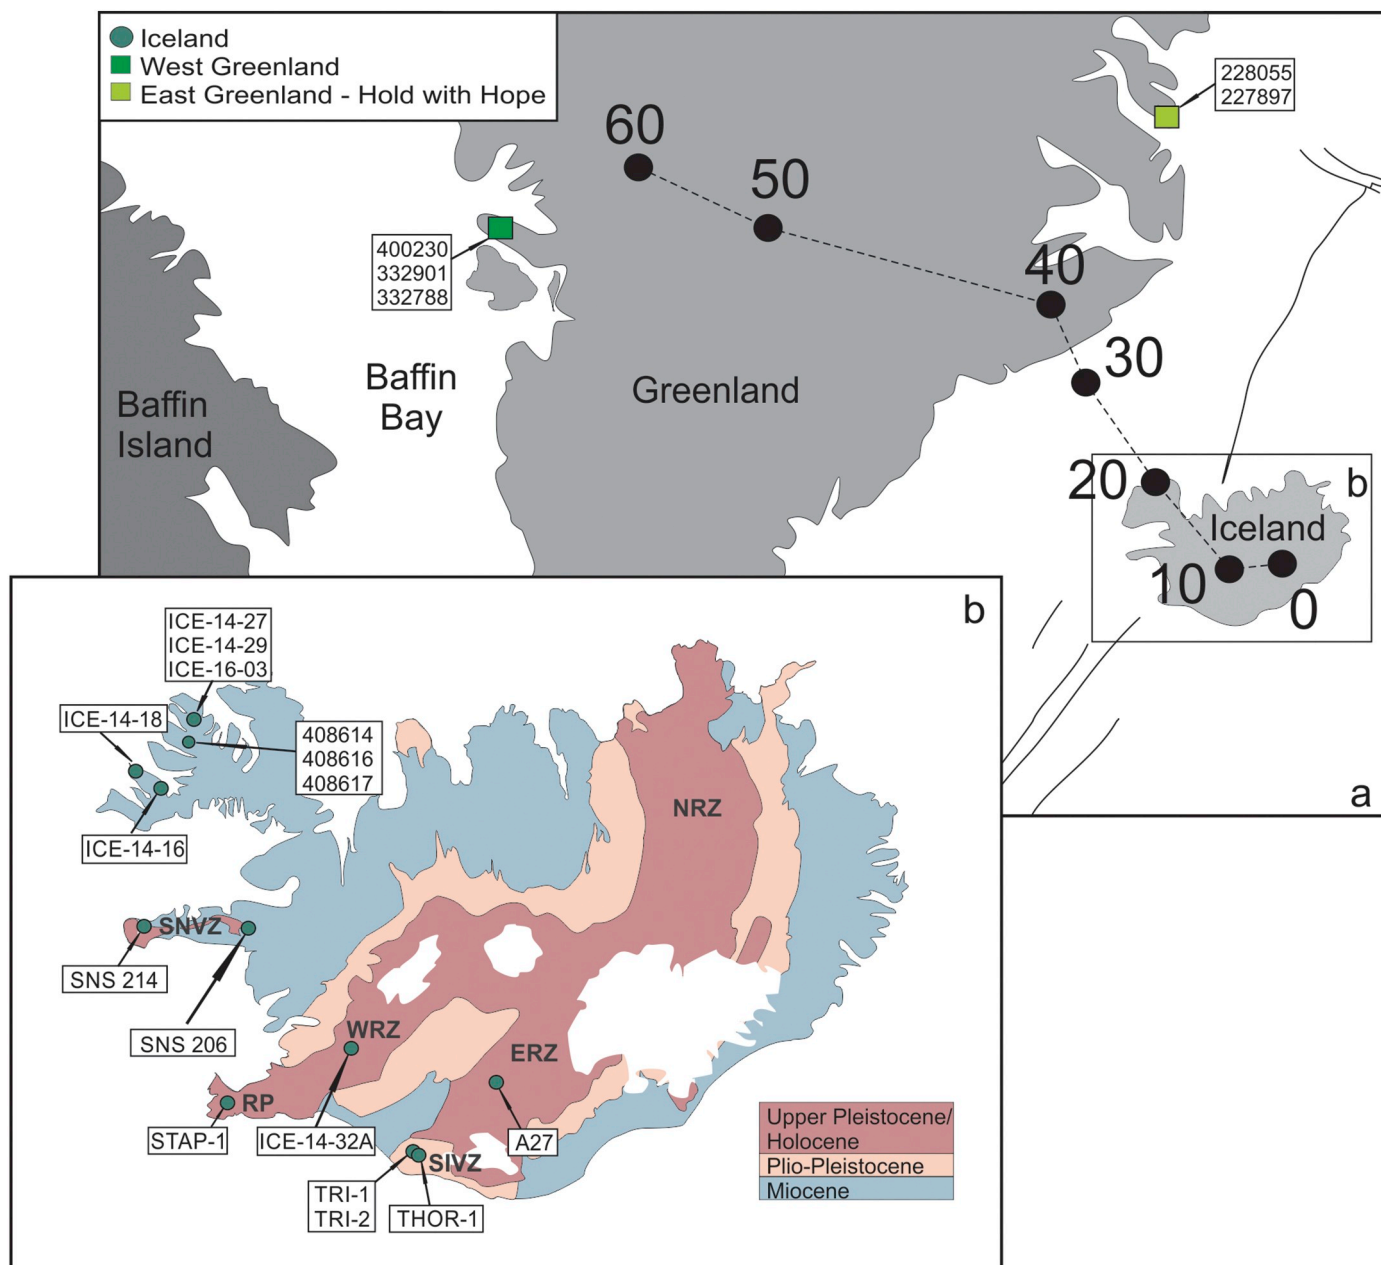 Iceland
West Greenland
East Greenland - Hold with Hope
228055
227897
60
50
40
30
20
10
0
400230
332901
332788
Baffin
Island
Baffin
Bay
Greenland
Iceland
b
a
b
ICE-14-27
ICE-14-29
ICE-16-03
ICE-14-18
408614
408616
408617
ICE-14-16
NRZ
SNVZ
SNS 214
SNS 206
WRZ
ERZ
RP
STAP-1
ICE-14-32A
A27
SIVZ
TRI-1
TRI-2
THOR-1
Upper Pleistocene/
Holocene
Plio-Pleistocene
Miocene